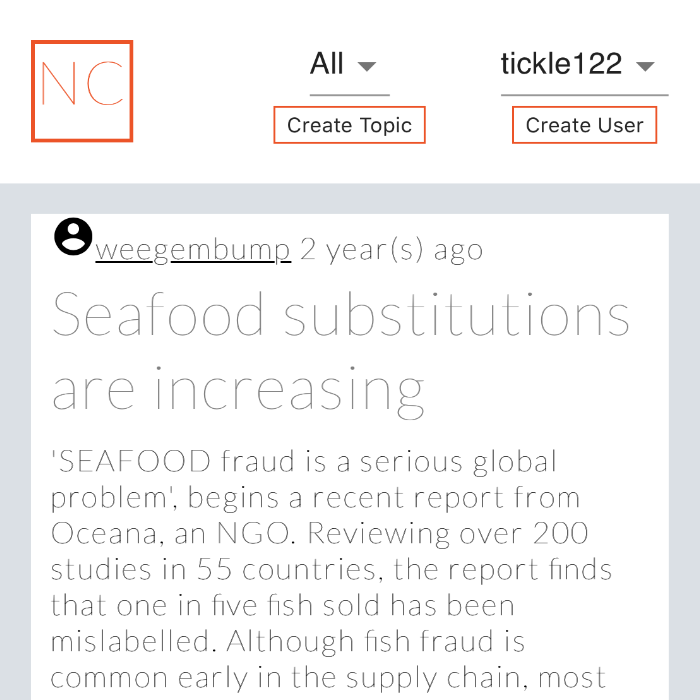 NC
All
tickle122
Create Topic
Create User
weegembump 2 year(s) ago
Seafood substitutions
are increasing
'SEAFOOD fraud is a serious global
problem', begins a recent report from
Oceana, an NGO. Reviewing over 200
studies in 55 countries, the report finds
that one in five fish sold has been
mislabelled. Although fish fraud is
common early in the supply chain, most